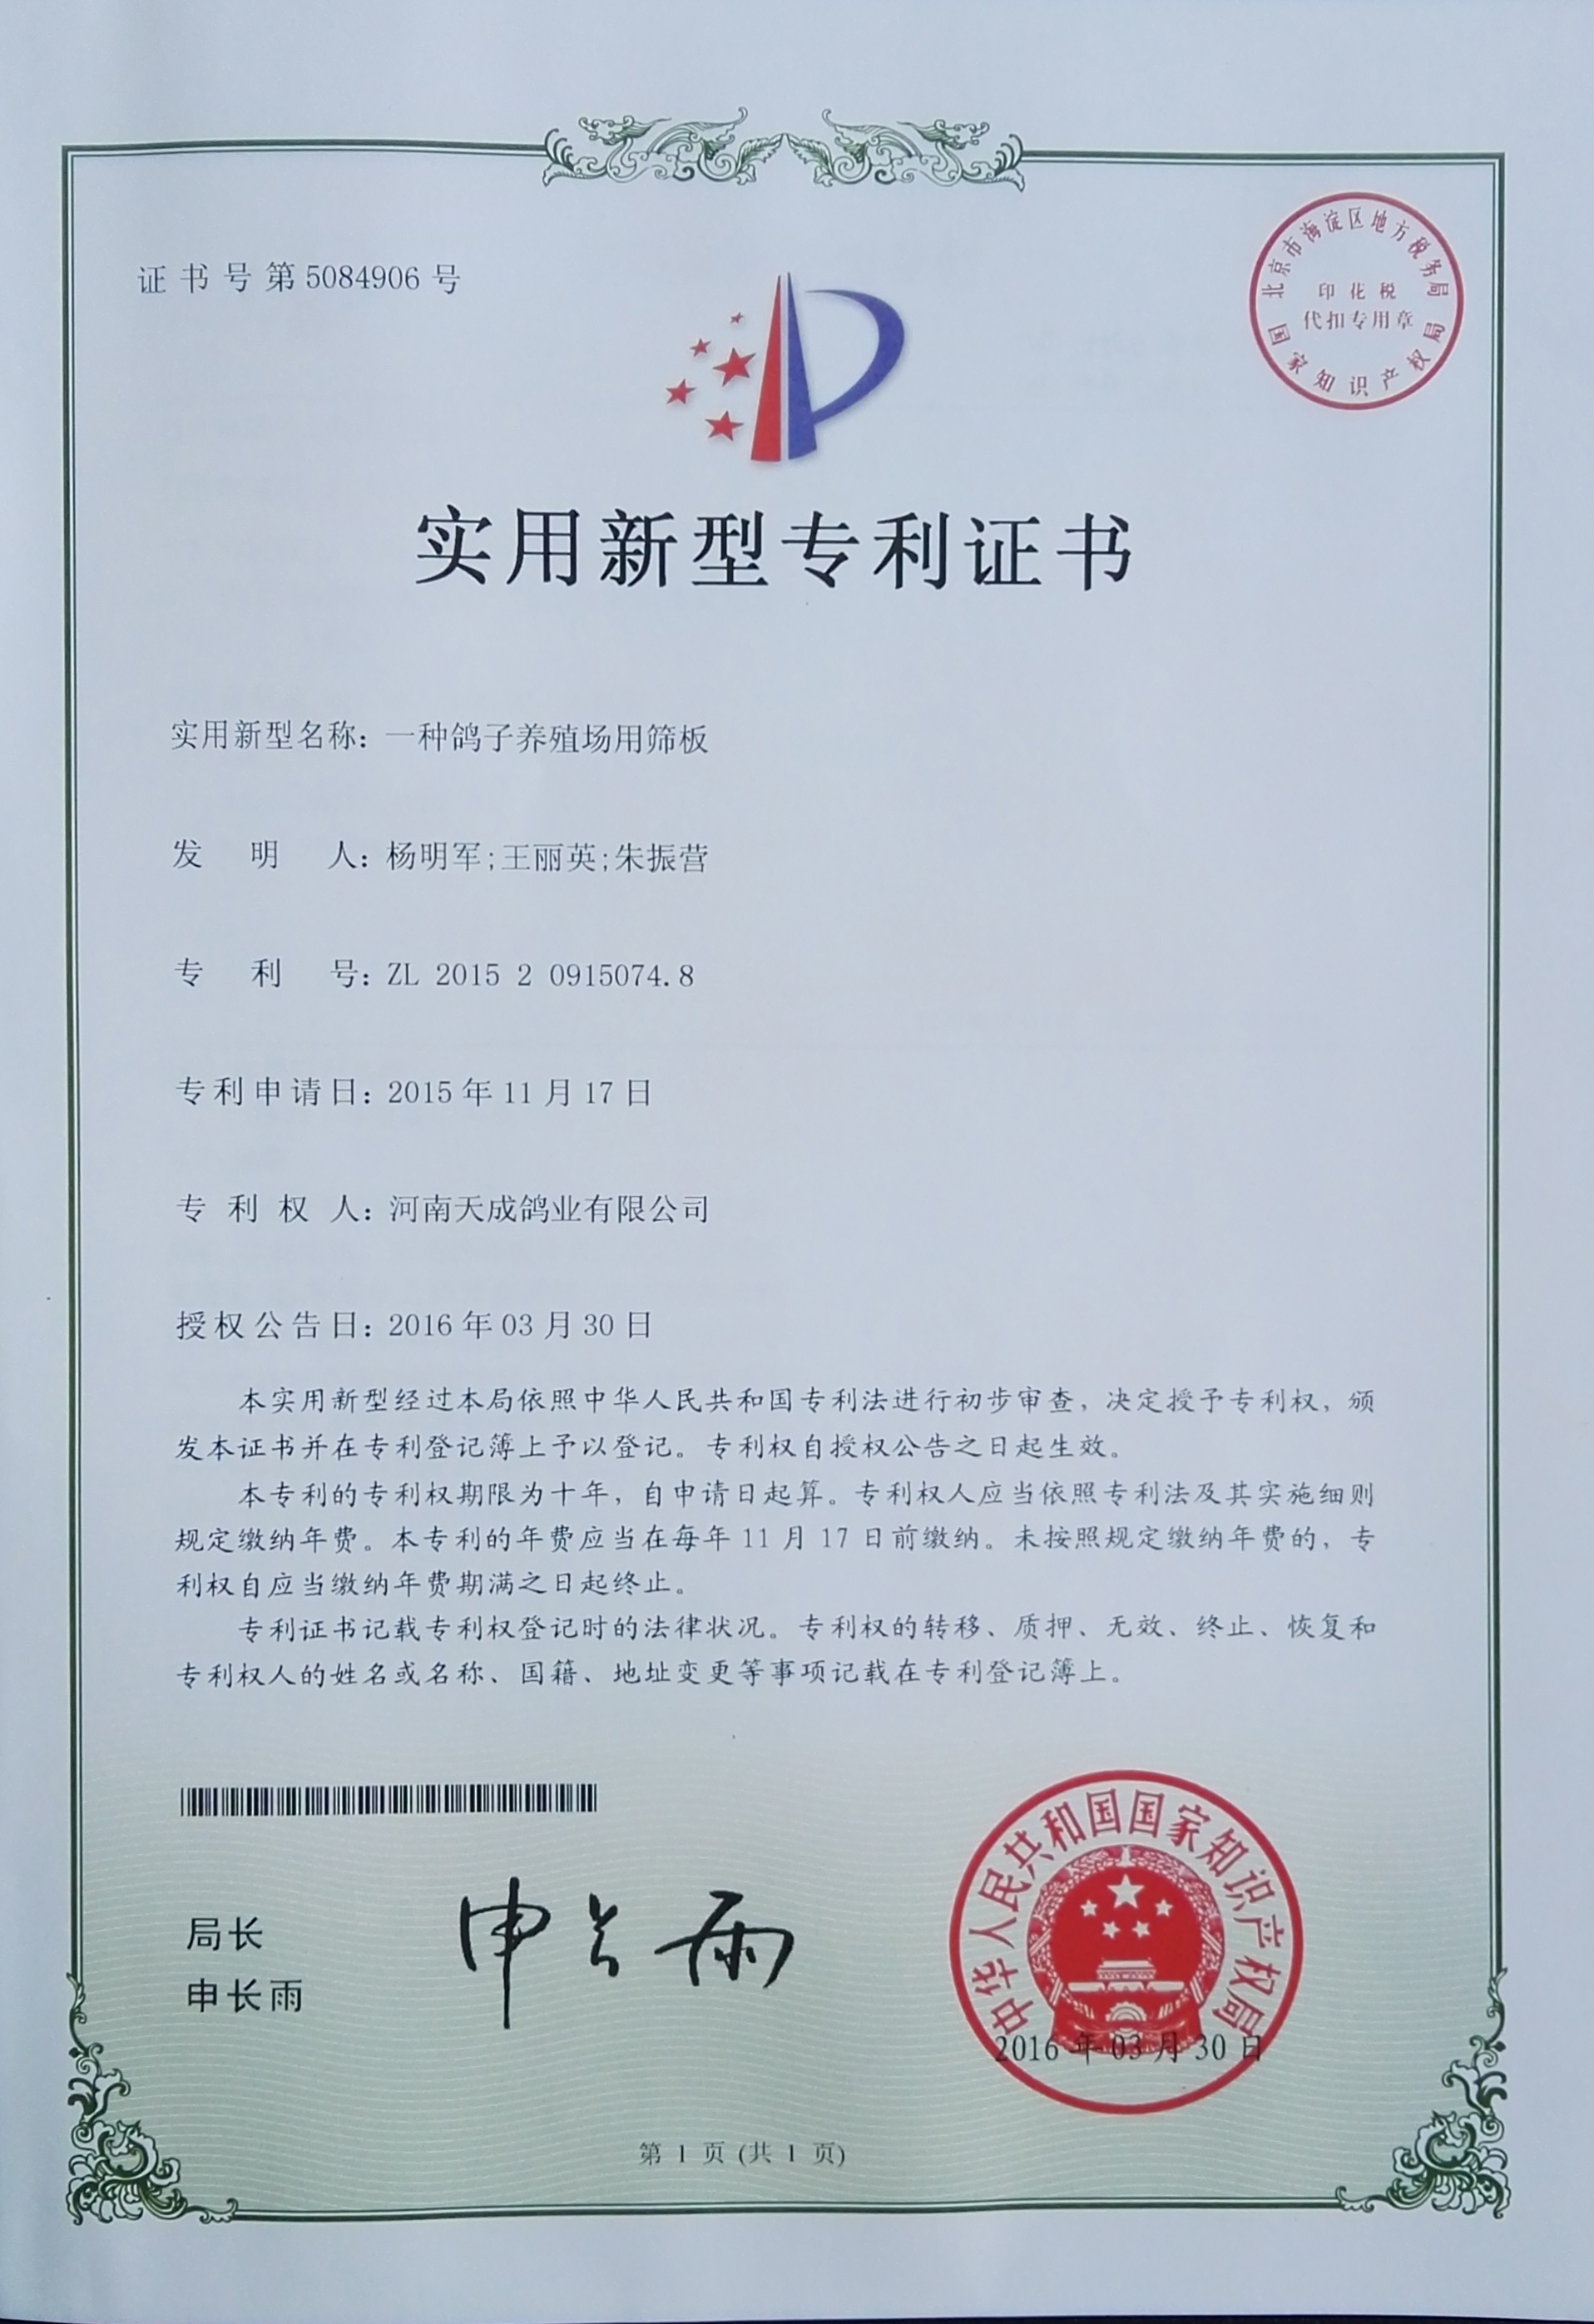 证书号第5084906号
北京市海淀区地方税务局
印花税
代扣专用章
国家知识产权局
实用新型专利证书
实用新型名称：一种鸽子养殖场用筛板
发明人：杨明军;王丽英;朱振营
专利号：ZL 2015 2 0915074.8
专利申请日：2015年11月17日
专利权人：河南天成鸽业有限公司
授权公告日：2016年03月30日
本实用新型经过本局依照中华人民共和国专利法进行初步审查，决定授予专利权，颁
发本证书并在专利登记簿上予以登记。专利权自授权公告之日起生效。
本专利的专利权期限为十年，自申请日起算。专利权人应当依照专利法及其实施细则
规定缴纳年费。本专利的年费应当在每年11月17日前缴纳。未按照规定缴纳年费的，专
利权自应当缴纳年费期满之日起终止。
专利证书记载专利权登记时的法律状况。专利权的转移、质押、无效、终止、恢复和
专利权人的姓名或名称、国籍、地址变更等事项记载在专利登记簿上。
局长
申长雨
申长雨
中华人民共和国国家知识产权局
2016年03月30日
第1页(共1页)